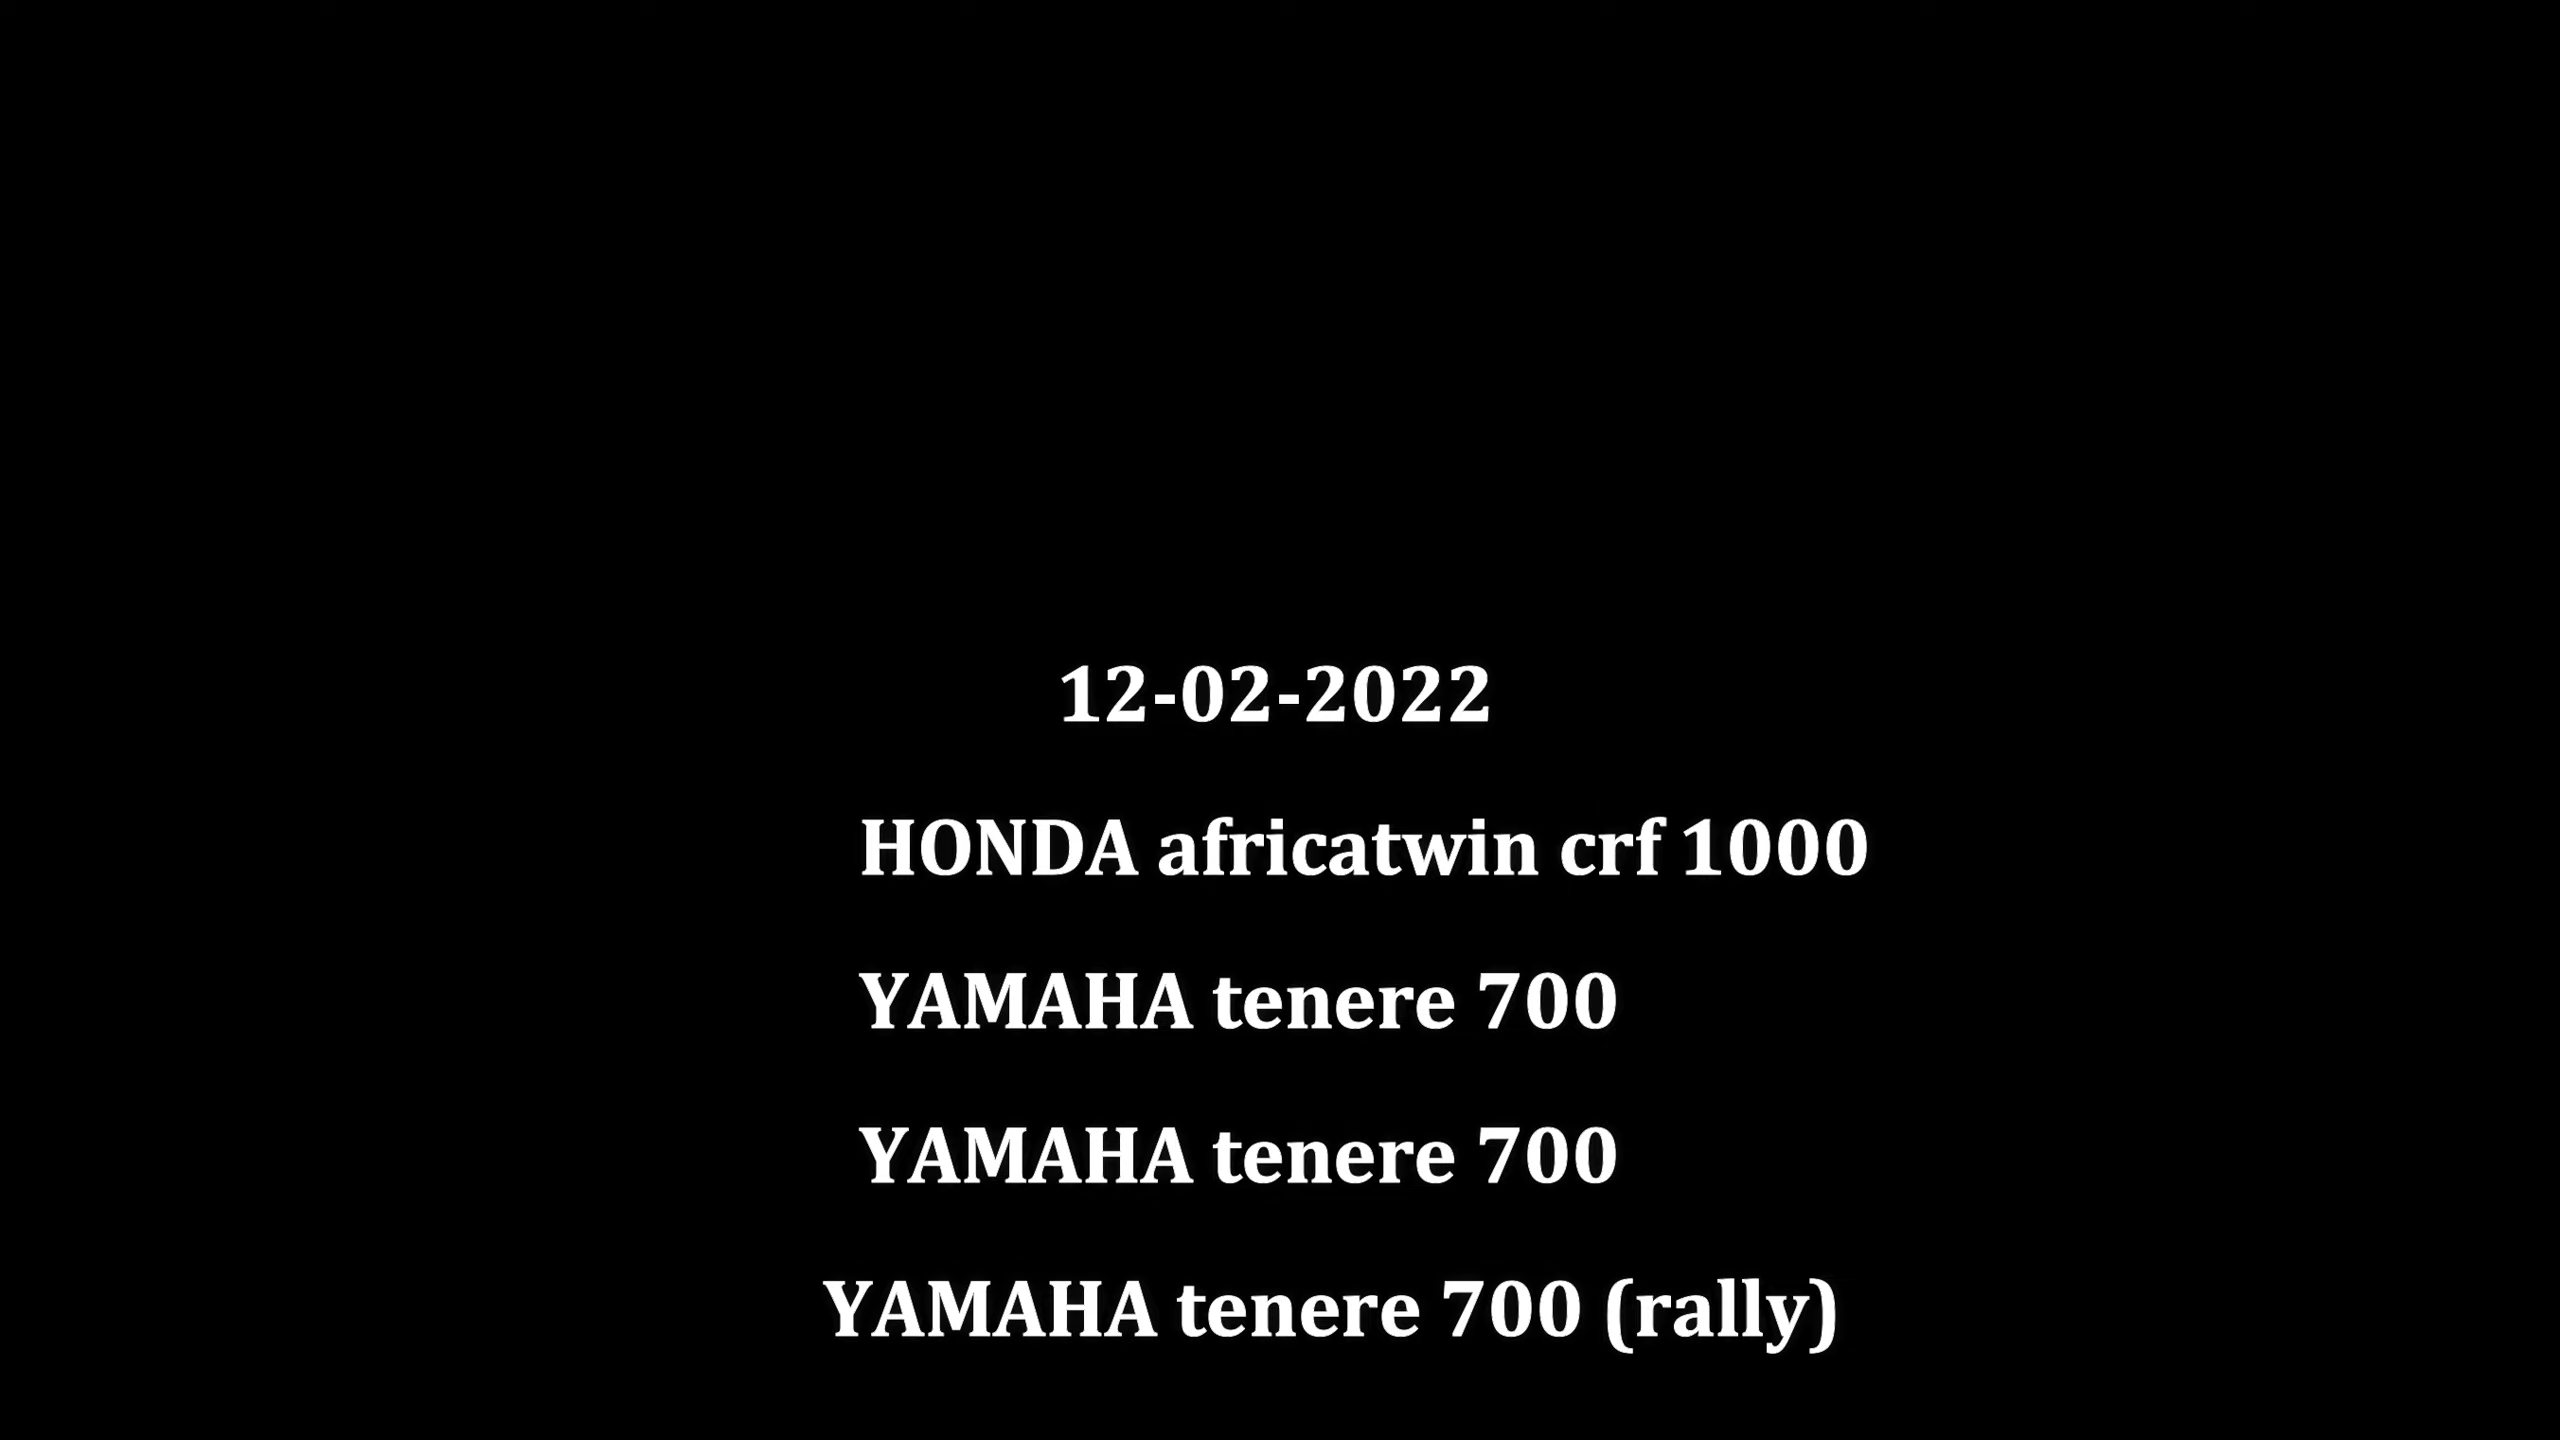 12-02-2022
HONDA africatwin crf 1000
YAMAHA tenere 700
YAMAHA tenere 700
YAMAHA tenere 700 (rally)